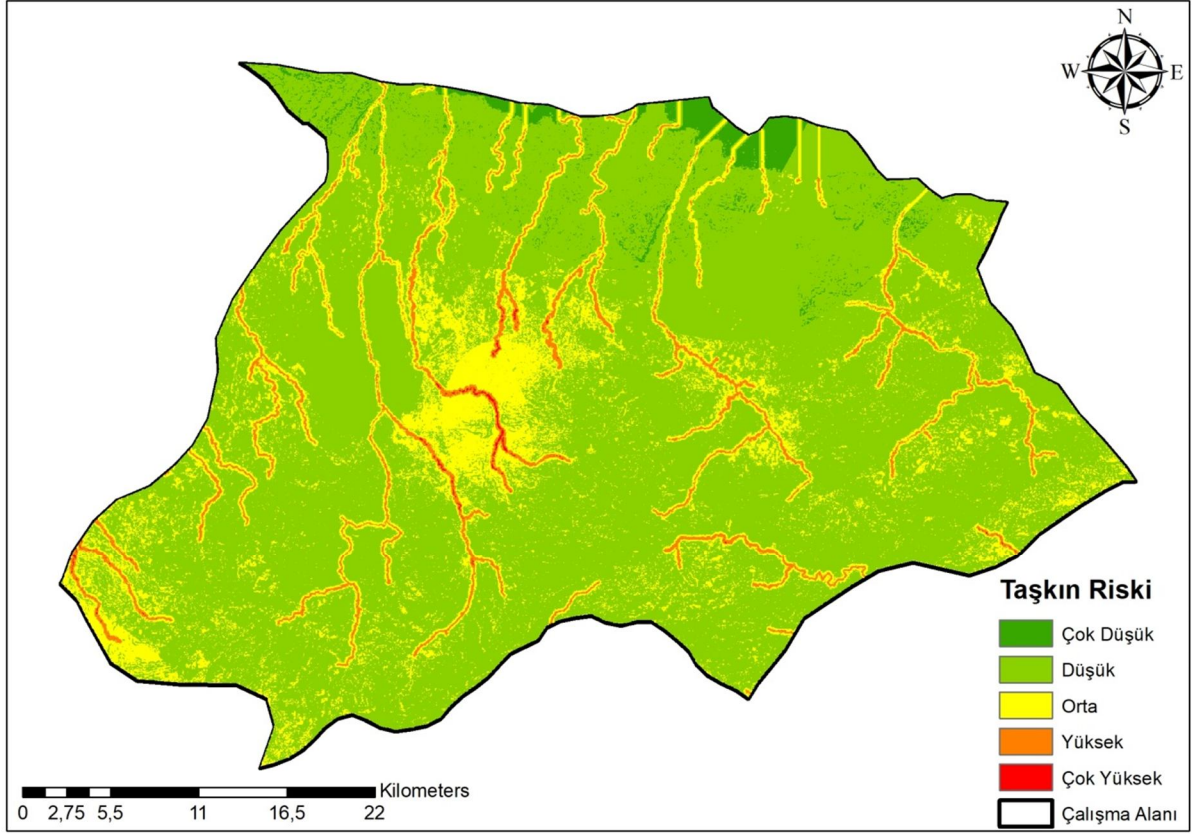 N
W E
S
Taşkın Riski
Çok Düşük
Düşük
Orta
Yüksek
Çok Yüksek
Çalışma Alanı
Kilometers
0 2,75 5,5 11 16,5 22